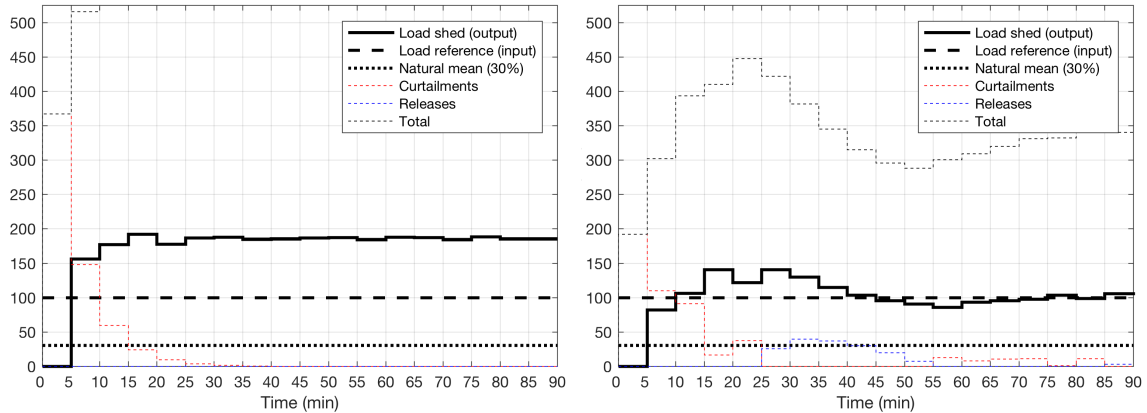 500
450
400
350
300
250
200
150
100
50
0
0 5 10 15 20 25 30 35 40 45 50 55 60 65 70 75 80 85 90
Time (min)
Load shed (output)
Load reference (input)
Natural mean (30%)
Curtailments
Releases
Total
500
450
400
350
300
250
200
150
100
50
0
0 5 10 15 20 25 30 35 40 45 50 55 60 65 70 75 80 85 90
Time (min)
Load shed (output)
Load reference (input)
Natural mean (30%)
Curtailments
Releases
Total